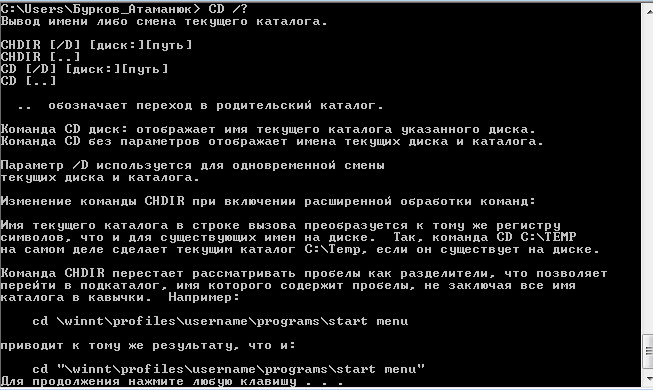 C:\Users\Бурков_Атаманюк> CD /?
Вывод имени либо смена текущего каталога.
CHDIR [/D] [диск:][путь]
CHDIR [..]
CD [/D] [диск:][путь]
CD [..]
.. обозначает переход в родительский каталог.
Команда CD диск: отображает имя текущего каталога указанного диска.
Команда CD без параметров отображает имена текущих диска и каталога.
Параметр /D используется для одновременной смены
текущих диска и каталога.
Изменение команды CHDIR при включении расширенной обработки команд:
Имя текущего каталога в строке вызова преобразуется к тому же регистру
символов, что и для существующих имен на диске. Так, команда CD C:\TEMP
на самом деле сделает текущим каталог C:\Temp, если он существует на диске.
Команда CHDIR перестает рассматривать пробелы как разделители, что позволяет
перейти в подкаталог, имя которого содержит пробелы, не заключая все имя
каталога в кавычки. Например:
cd \winnt\profiles\username\programs\start menu
приводит к тому же результату, что и:
cd "\winnt\profiles\username\programs\start menu"
Для продолжения нажмите любую клавишу . . .